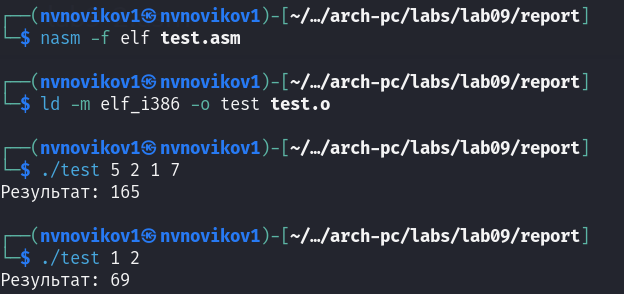 ┌──(nvnovikov1㉿nvnovikov1)-[~/…/arch-pc/labs/lab09/report]
└─$ nasm -f elf test.asm
┌──(nvnovikov1㉿nvnovikov1)-[~/…/arch-pc/labs/lab09/report]
└─$ ld -m elf_i386 -o test test.o
┌──(nvnovikov1㉿nvnovikov1)-[~/…/arch-pc/labs/lab09/report]
└─$ ./test 5 2 1 7
Результат: 165
┌──(nvnovikov1㉿nvnovikov1)-[~/…/arch-pc/labs/lab09/report]
└─$ ./test 1 2
Результат: 69